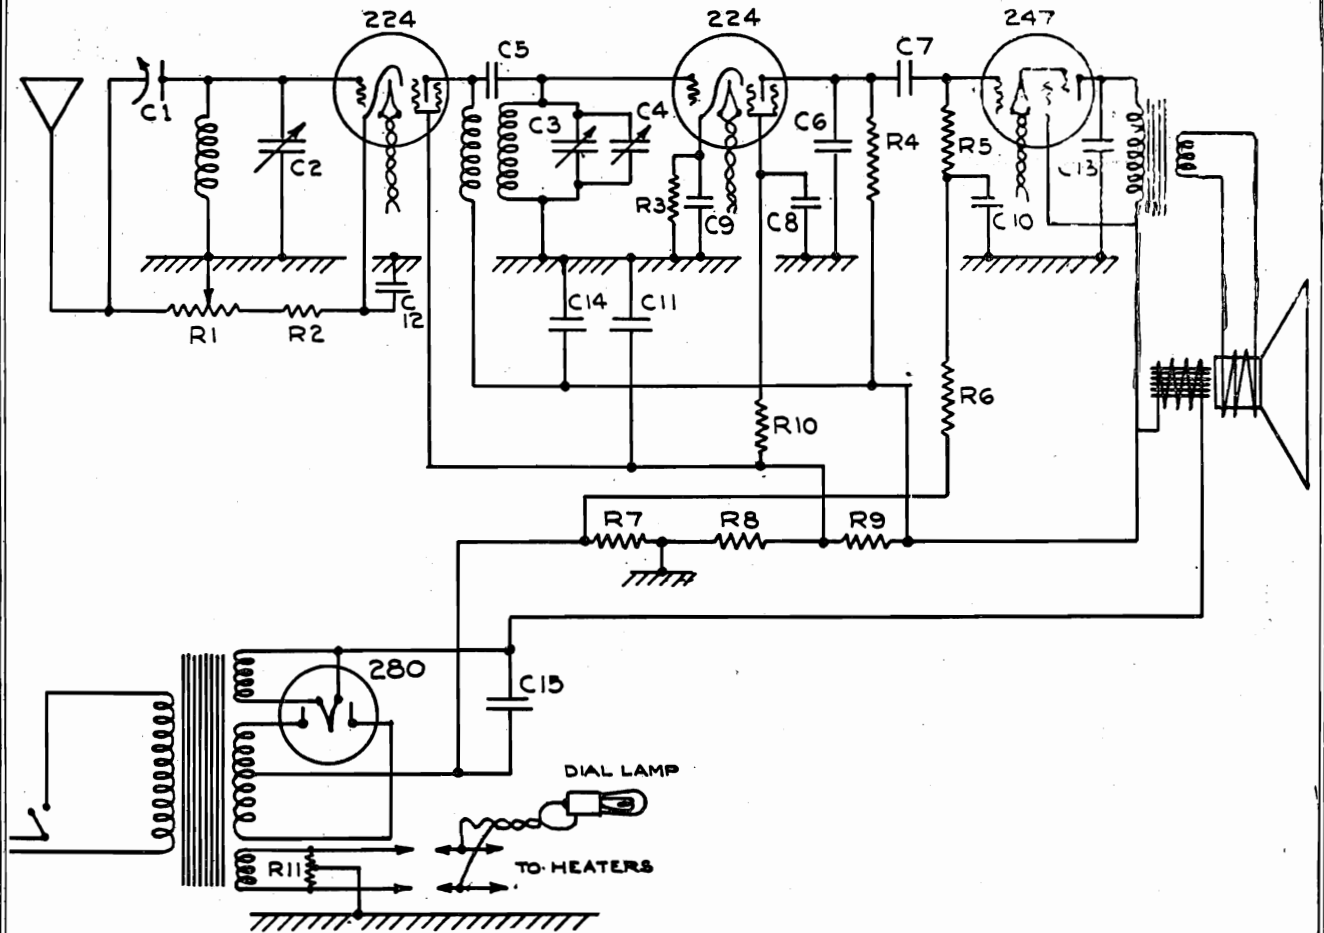 224
224
247
C1
C2
C5
C3
C4
R3
C9
C8
C6
R4
C7
R5
C10
C13
R1
R2
C12
C14
C11
R10
R6
R7
R8
R9
280
C15
DIAL LAMP
TO HEATERS
R11